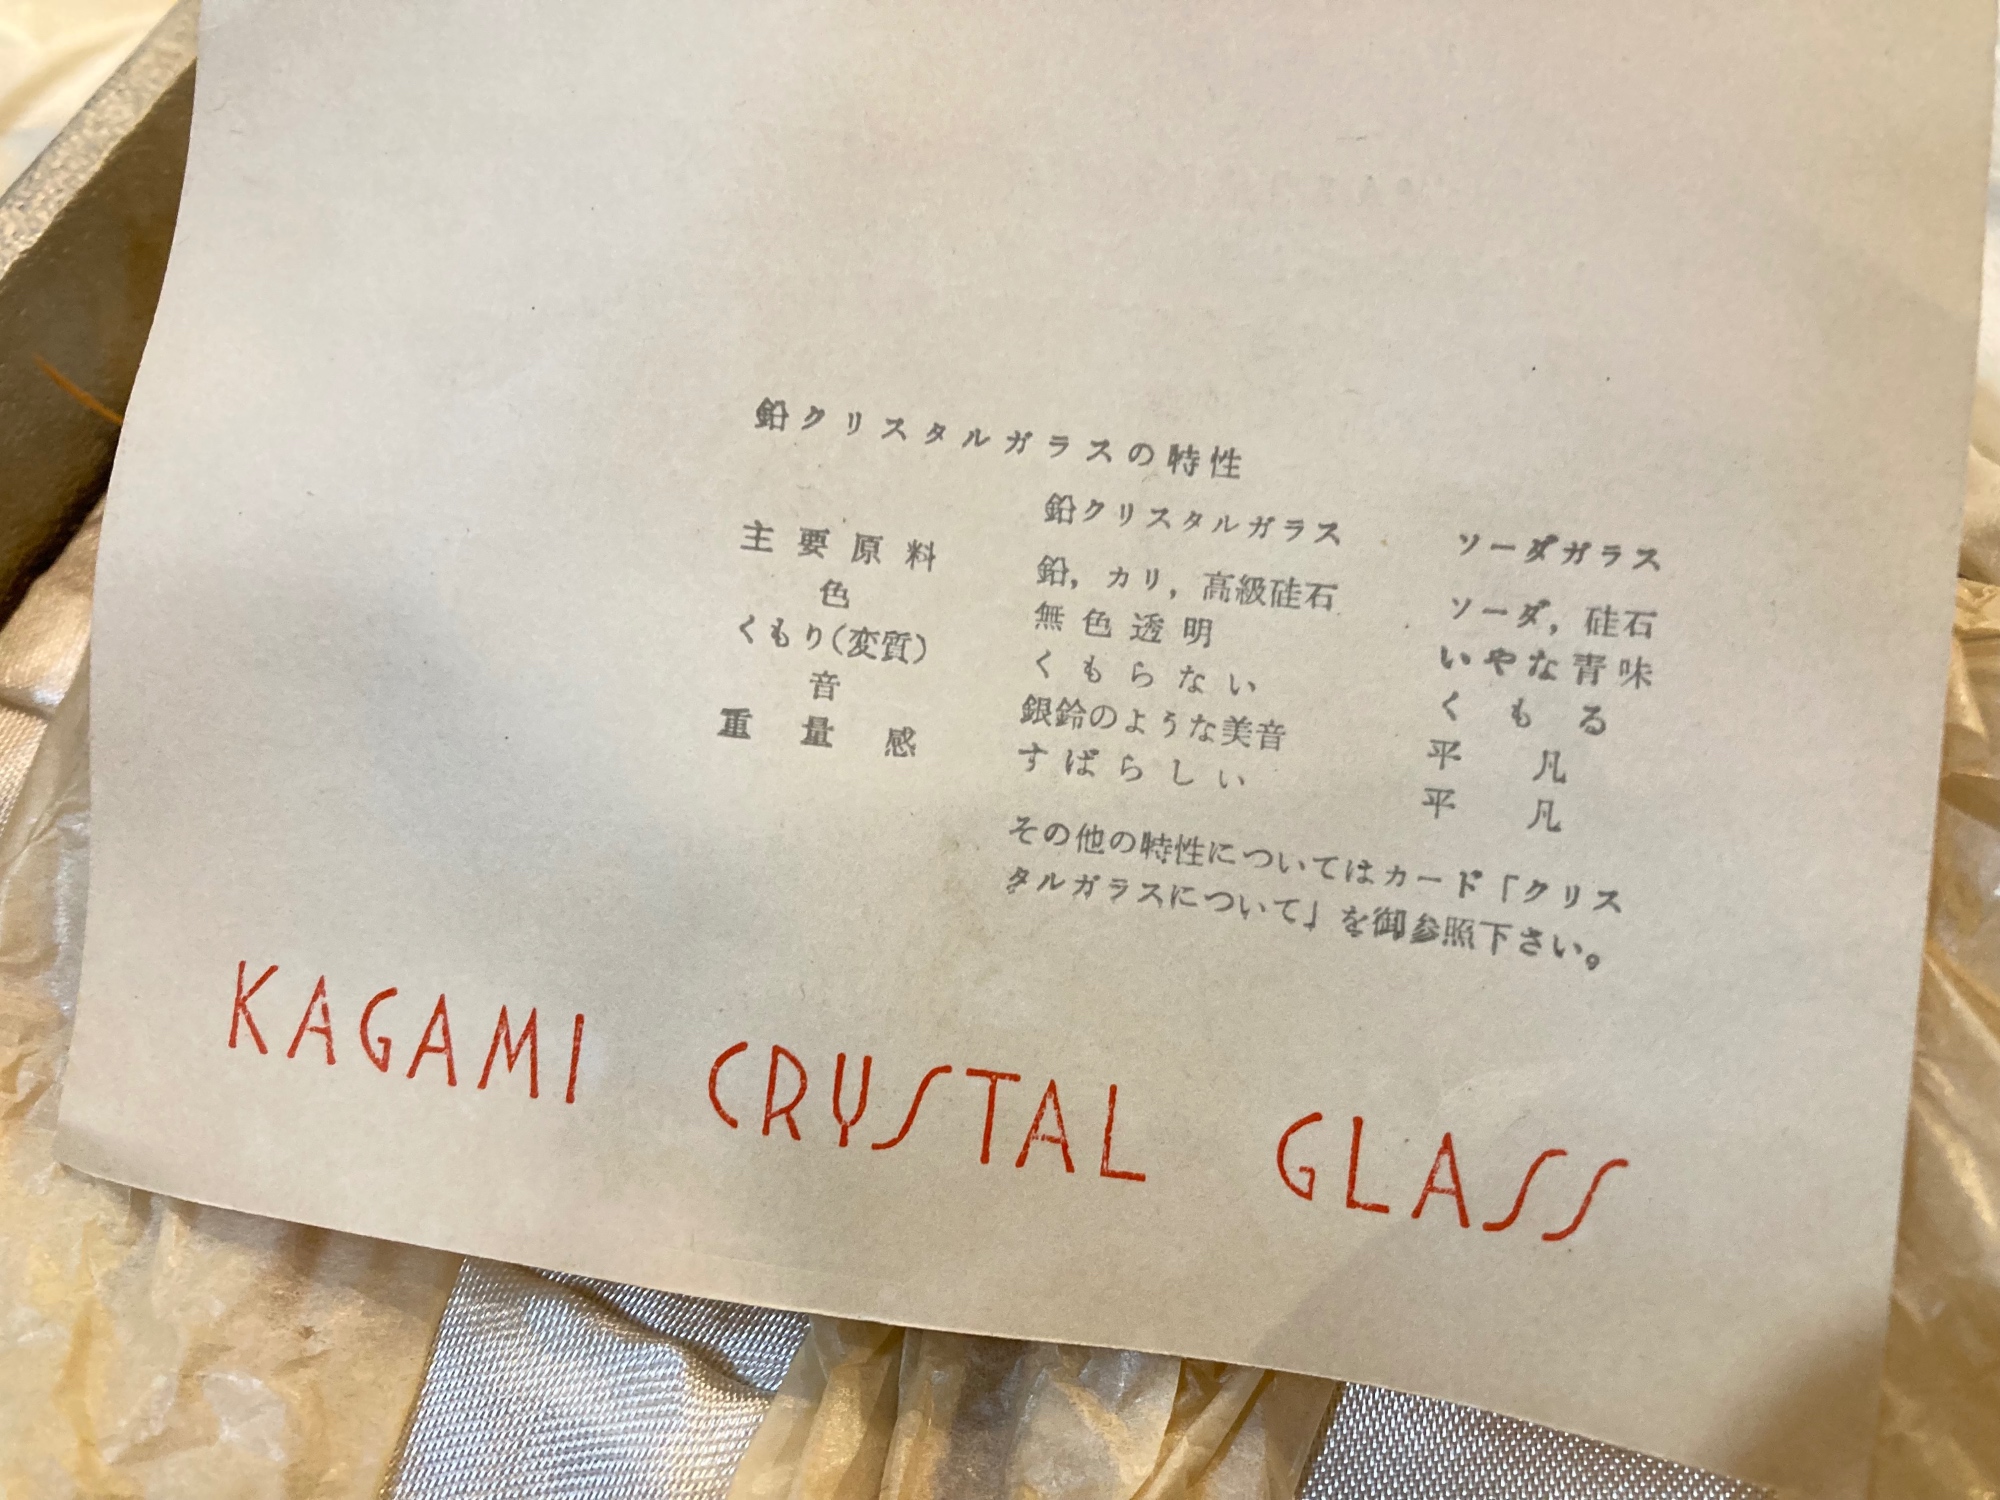 鉛クリスタルガラスの特性
鉛クリスタルガラス ソーダガラス
主要原料 鉛，カリ，高級硅石 ソーダ，硅石
色 無色透明 いやな青味
くもり(変質) くもらない くもる
音 銀鈴のような美音 平凡
重量感 すばらしい 平凡
その他の特性についてはカード「クリス
タルガラスについて」を御参照下さい。
KAGAMI CRYSTAL GLASS